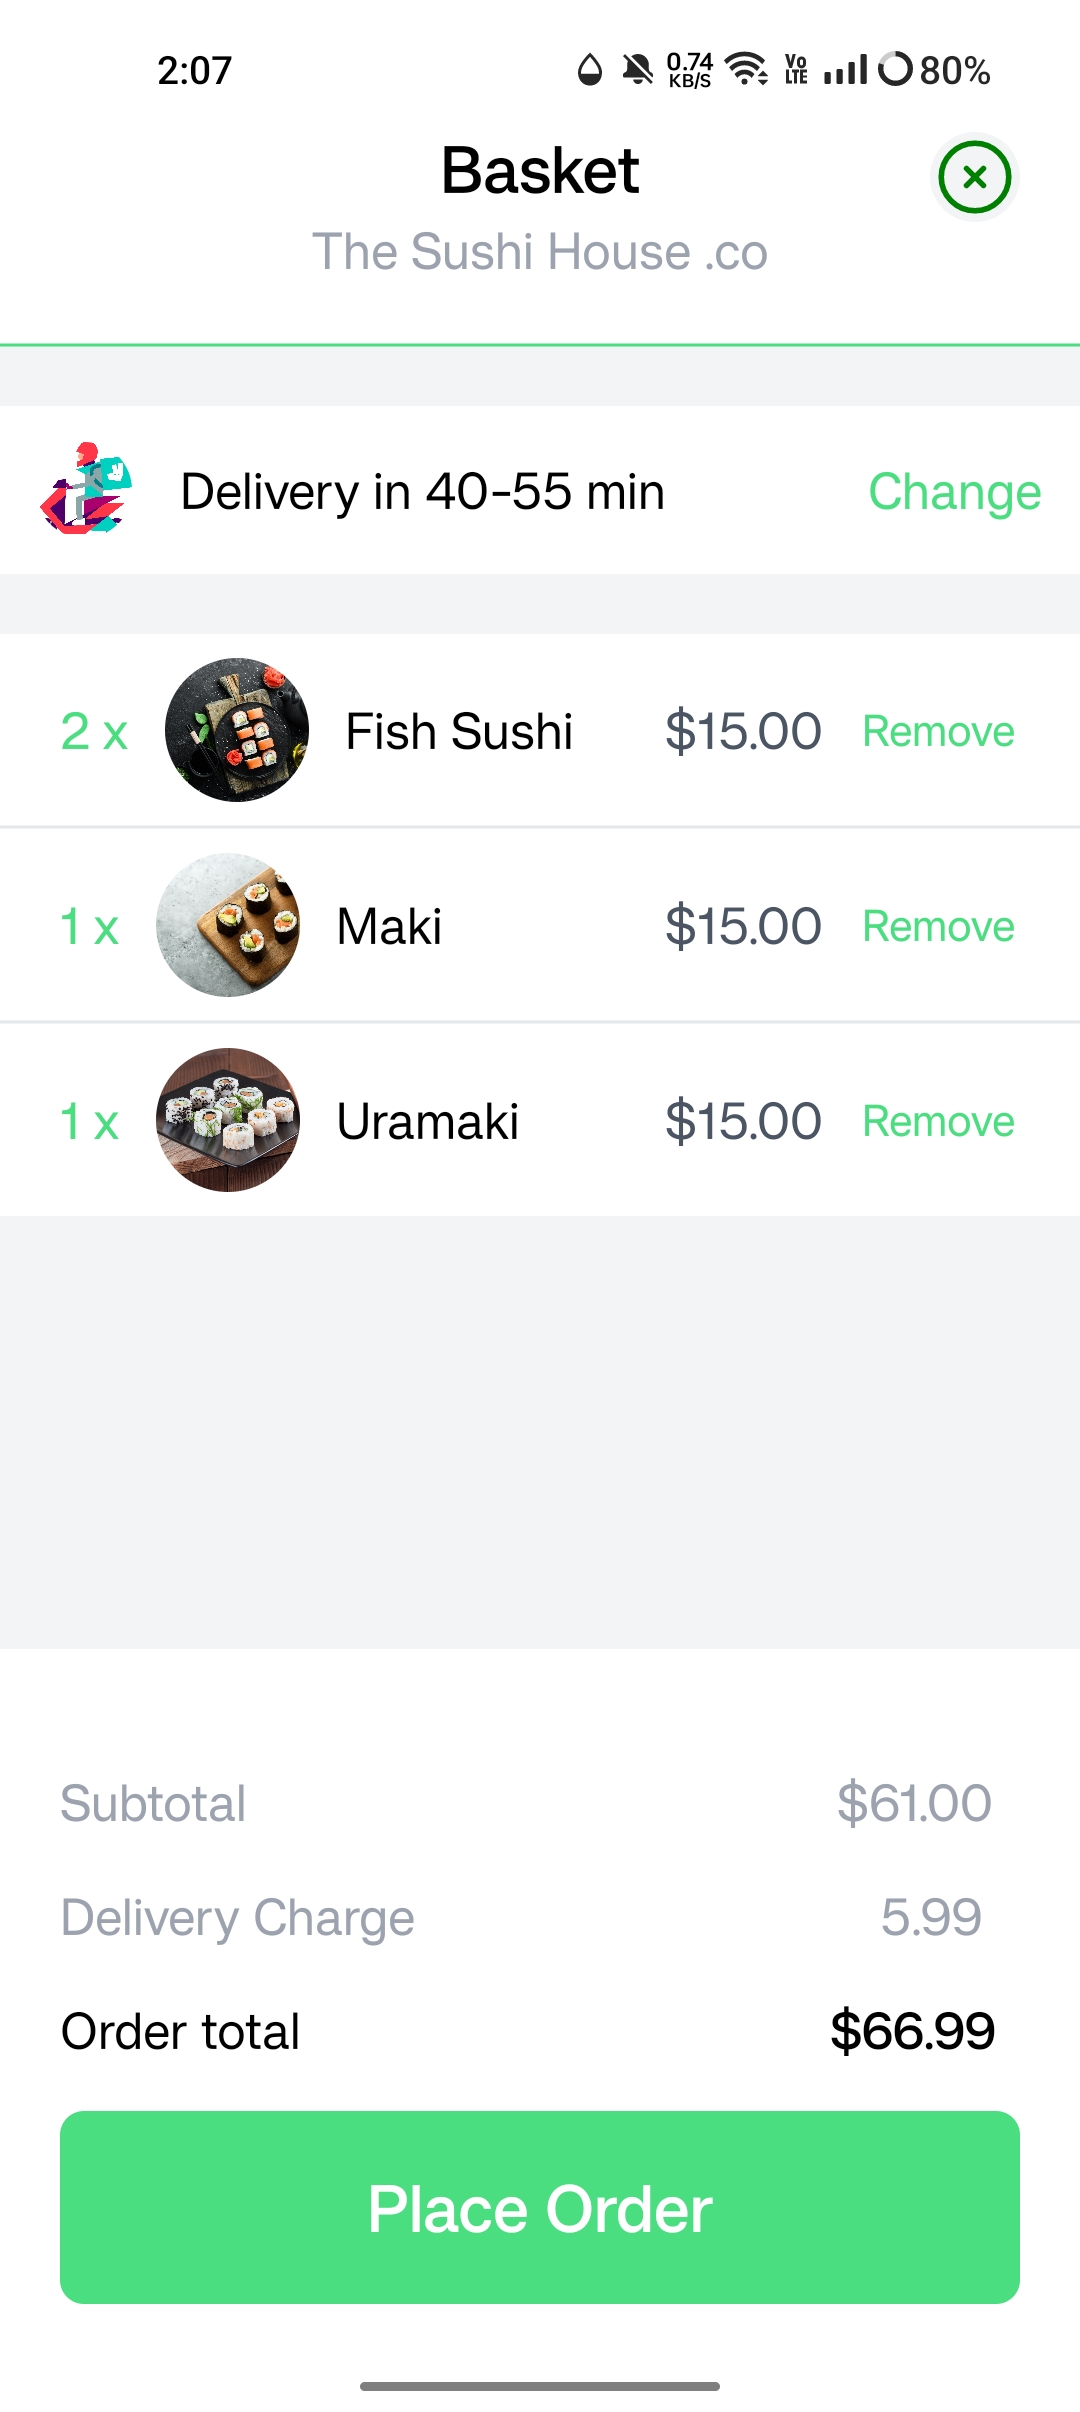 2:07
0.74 KB/S
Vo LTE
80%
Basket
The Sushi House .co
Delivery in 40-55 min
Change
2 x Fish Sushi $15.00 Remove
1 x Maki $15.00 Remove
1 x Uramaki $15.00 Remove
Subtotal $61.00
Delivery Charge 5.99
Order total $66.99
Place Order